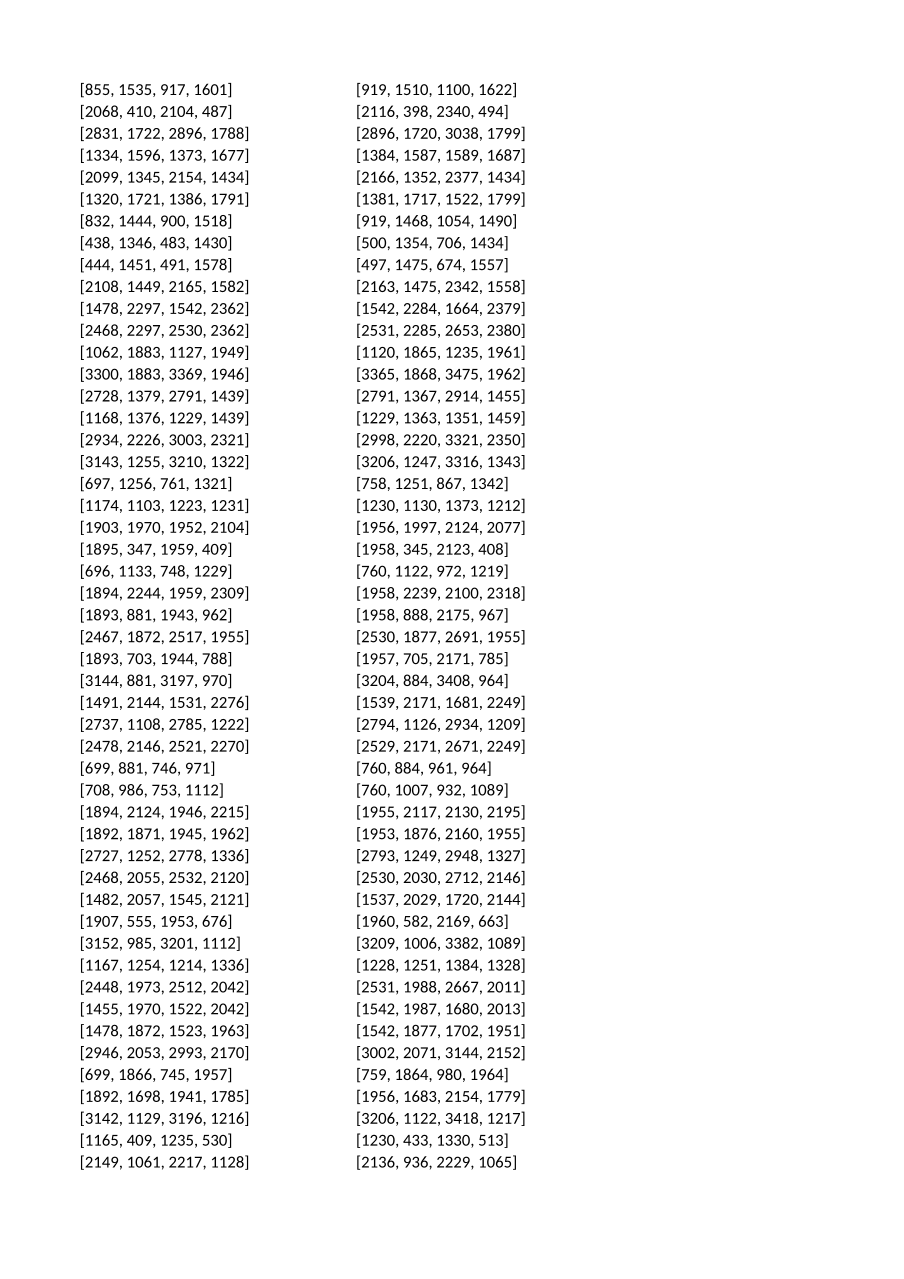 [855, 1535, 917, 1601] [919, 1510, 1100, 1622]
[2068, 410, 2104, 487] [2116, 398, 2340, 494]
[2831, 1722, 2896, 1788] [2896, 1720, 3038, 1799]
[1334, 1596, 1373, 1677] [1384, 1587, 1589, 1687]
[2099, 1345, 2154, 1434] [2166, 1352, 2377, 1434]
[1320, 1721, 1386, 1791] [1381, 1717, 1522, 1799]
[832, 1444, 900, 1518] [919, 1468, 1054, 1490]
[438, 1346, 483, 1430] [500, 1354, 706, 1434]
[444, 1451, 491, 1578] [497, 1475, 674, 1557]
[2108, 1449, 2165, 1582] [2163, 1475, 2342, 1558]
[1478, 2297, 1542, 2362] [1542, 2284, 1664, 2379]
[2468, 2297, 2530, 2362] [2531, 2285, 2653, 2380]
[1062, 1883, 1127, 1949] [1120, 1865, 1235, 1961]
[3300, 1883, 3369, 1946] [3365, 1868, 3475, 1962]
[2728, 1379, 2791, 1439] [2791, 1367, 2914, 1455]
[1168, 1376, 1229, 1439] [1229, 1363, 1351, 1459]
[2934, 2226, 3003, 2321] [2998, 2220, 3321, 2350]
[3143, 1255, 3210, 1322] [3206, 1247, 3316, 1343]
[697, 1256, 761, 1321] [758, 1251, 867, 1342]
[1174, 1103, 1223, 1231] [1230, 1130, 1373, 1212]
[1903, 1970, 1952, 2104] [1956, 1997, 2124, 2077]
[1895, 347, 1959, 409] [1958, 345, 2123, 408]
[696, 1133, 748, 1229] [760, 1122, 972, 1219]
[1894, 2244, 1959, 2309] [1958, 2239, 2100, 2318]
[1893, 881, 1943, 962] [1958, 888, 2175, 967]
[2467, 1872, 2517, 1955] [2530, 1877, 2691, 1955]
[1893, 703, 1944, 788] [1957, 705, 2171, 785]
[3144, 881, 3197, 970] [3204, 884, 3408, 964]
[1491, 2144, 1531, 2276] [1539, 2171, 1681, 2249]
[2737, 1108, 2785, 1222] [2794, 1126, 2934, 1209]
[2478, 2146, 2521, 2270] [2529, 2171, 2671, 2249]
[699, 881, 746, 971] [760, 884, 961, 964]
[708, 986, 753, 1112] [760, 1007, 932, 1089]
[1894, 2124, 1946, 2215] [1955, 2117, 2130, 2195]
[1892, 1871, 1945, 1962] [1953, 1876, 2160, 1955]
[2727, 1252, 2778, 1336] [2793, 1249, 2948, 1327]
[2468, 2055, 2532, 2120] [2530, 2030, 2712, 2146]
[1482, 2057, 1545, 2121] [1537, 2029, 1720, 2144]
[1907, 555, 1953, 676] [1960, 582, 2169, 663]
[3152, 985, 3201, 1112] [3209, 1006, 3382, 1089]
[1167, 1254, 1214, 1336] [1228, 1251, 1384, 1328]
[2448, 1973, 2512, 2042] [2531, 1988, 2667, 2011]
[1455, 1970, 1522, 2042] [1542, 1987, 1680, 2013]
[1478, 1872, 1523, 1963] [1542, 1877, 1702, 1951]
[2946, 2053, 2993, 2170] [3002, 2071, 3144, 2152]
[699, 1866, 745, 1957] [759, 1864, 980, 1964]
[1892, 1698, 1941, 1785] [1956, 1683, 2154, 1779]
[3142, 1129, 3196, 1216] [3206, 1122, 3418, 1217]
[1165, 409, 1235, 530] [1230, 433, 1330, 513]
[2149, 1061, 2217, 1128] [2136, 936, 2229, 1065]